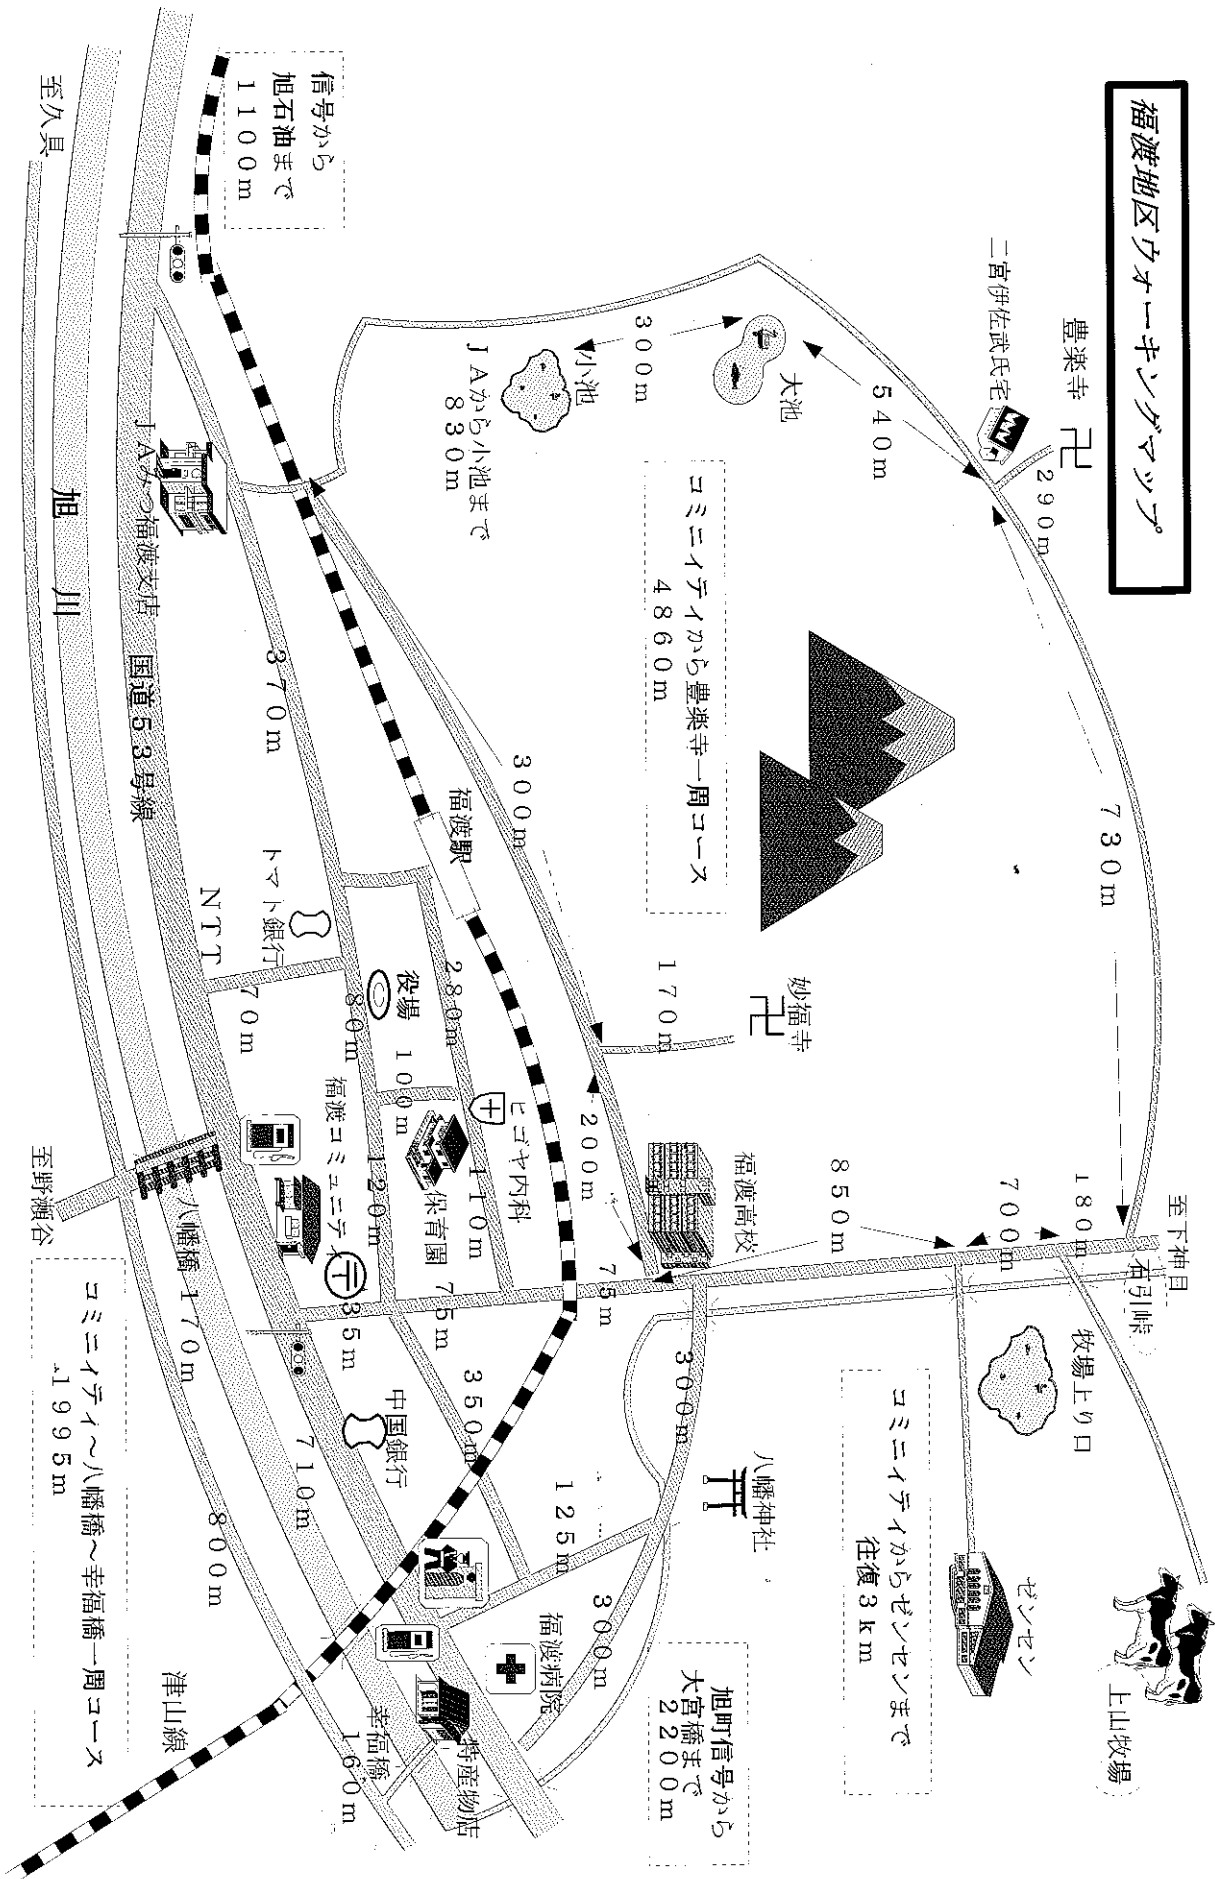 福渡地区ウォーキングマップ
信号から
旭石油まで
1100m
至久具
二宮伊佐武氏宅
豊楽寺
290m
540m
大池
300m
小池
JAから小池まで
830m
コミニィティから豊楽寺一周コース
4860m
730m
JAみつ福渡支店
旭川
国道53号線
370m
300m
福渡駅
トマト銀行
NTT
70m
80m
役場
280m
100m
170m
妙福寺
ヒゴヤ内科
200m
福渡高校
850m
700m
180m
至下神目
石引峠
福渡コミュニティ
120m
保育園
110m
75m
75m
35m
至野瀬谷
八幡橋170m
コミニィティ～八幡橋～幸福橋一周コース
1995m
中国銀行
710m
800m
350m
125m
300m
八幡神社
牧場上り口
コミニィティからゼンセンまで
往復3km
ゼンセン
上山牧場
300m
福渡病院
旭町信号から
大宮橋まで
2200m
特産物店
幸福橋
160m
津山線